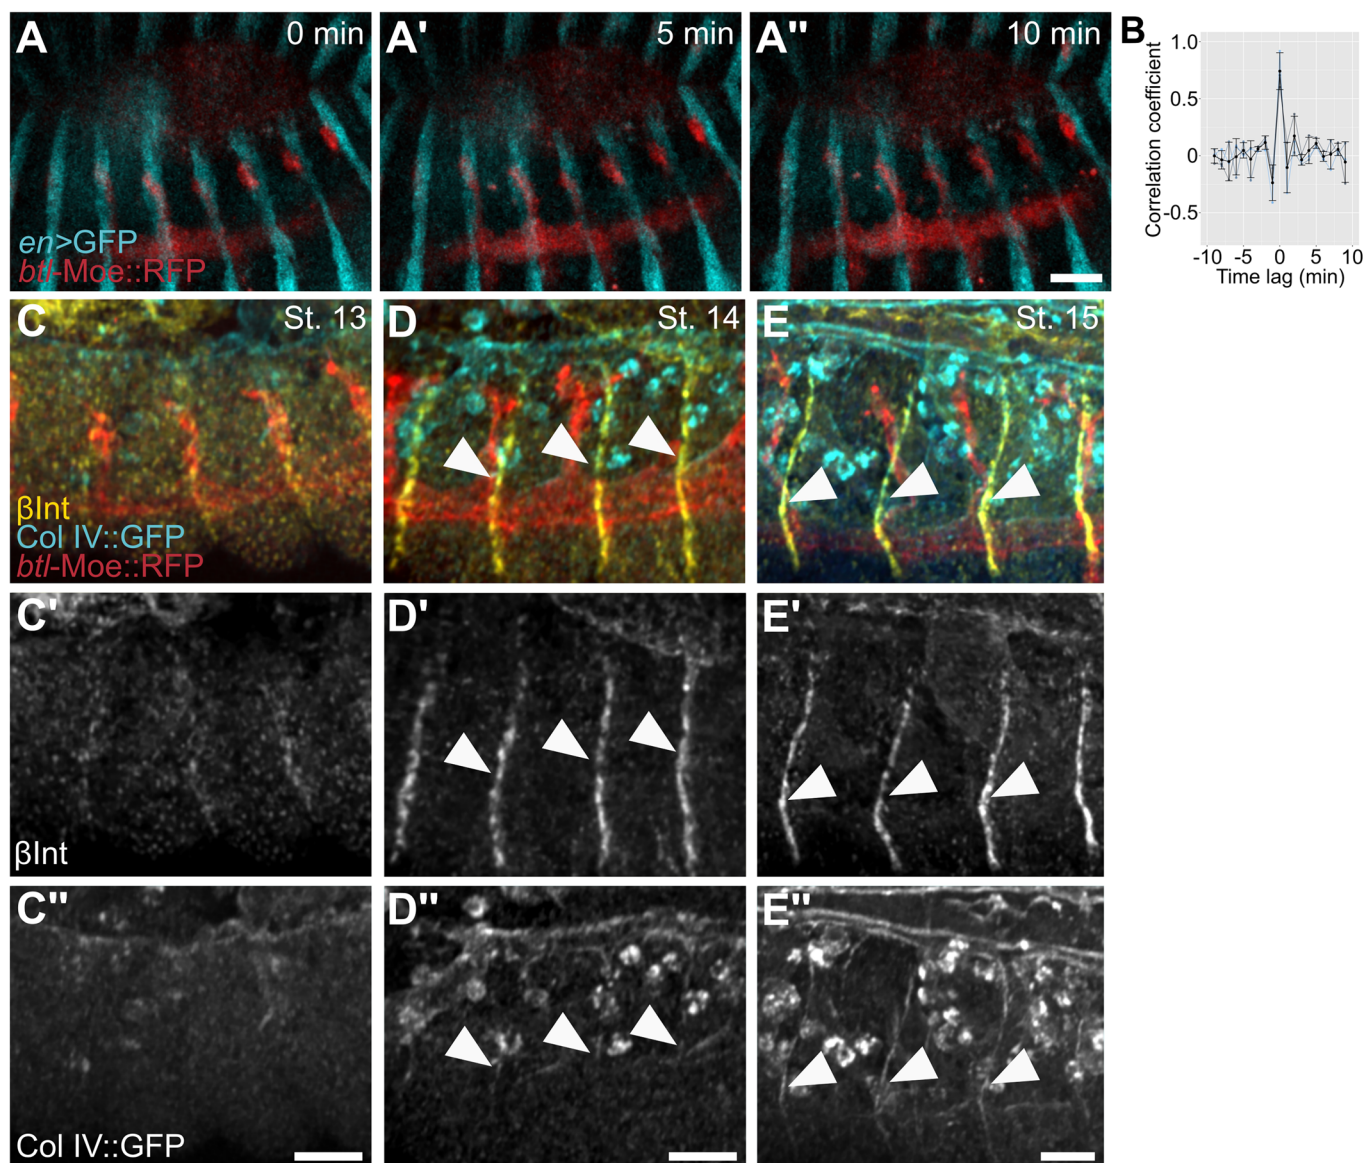 A 0 min
A' 5 min
A'' 10 min
B
en>GFP
btl-Moe::RFP
1.0
0.5
0
-0.5
Correlation coefficient
-10 -5 0 5 10
Time lag (min)
C St. 13
D St. 14
E St. 15
βInt
Col IV::GFP
btl-Moe::RFP
C'
D'
E'
βInt
C''
D''
E''
Col IV::GFP